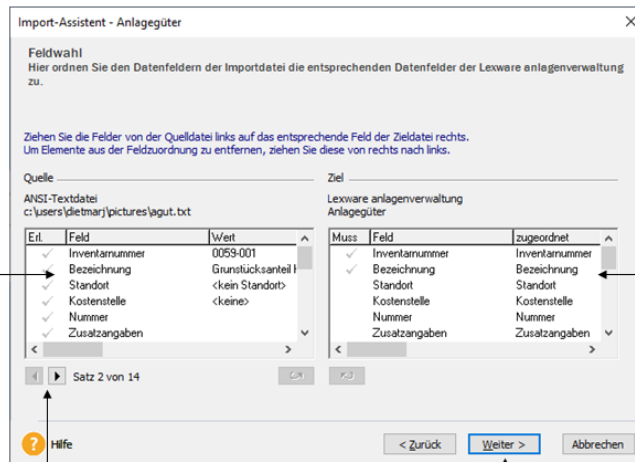 Import-Assistent - Anlagegüter
Feldwahl
Hier ordnen Sie den Datenfeldern der Importdatei die entsprechenden Datenfelder der Lexware anlagenverwaltung
zu.
Ziehen Sie die Felder von der Quelldatei links auf das entsprechende Feld der Zieldatei rechts.
Um Elemente aus der Feldzuordnung zu entfernen, ziehen Sie diese von rechts nach links.
Quelle
ANSI-Textdatei
c:\users\dietmarj\pictures\agut.txt
Erl. Feld Wert
Inventarnummer 0059-001
Bezeichnung Grunstücksanteil
Standort <kein Standort>
Kostenstelle <keine>
Nummer
Zusatzangaben
Satz 2 von 14
Ziel
Lexware anlagenverwaltung
Anlagegüter
Muss Feld zugeordnet
Inventarnummer Inventarnummer
Bezeichnung Bezeichnung
Standort Standort
Kostenstelle Kostenstelle
Nummer Nummer
Zusatzangaben Zusatzangaben
? Hilfe
< Zurück Weiter > Abbrechen